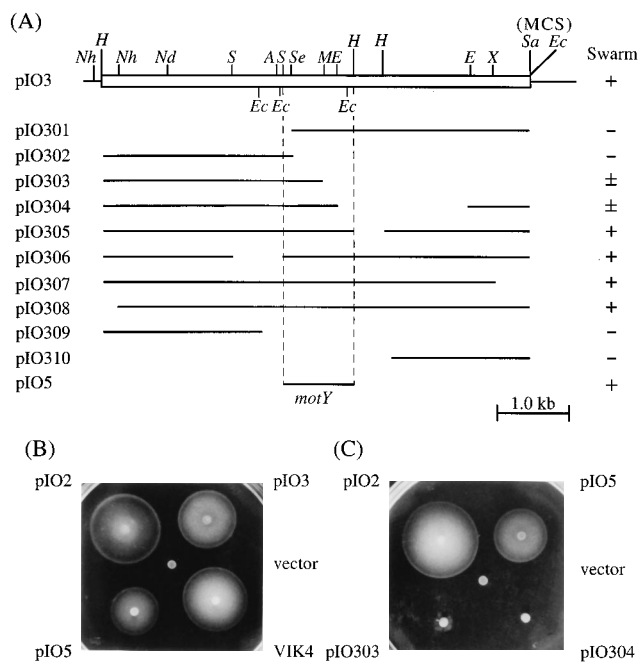 (A)
(MCS)
H H H Sa Ec
Nh Nh Nd S A S Se M E E X Swarm
pIO3 +
Ec Ec Ec
pIO301 −
pIO302 −
pIO303 ±
pIO304 ±
pIO305 +
pIO306 +
pIO307 +
pIO308 +
pIO309 −
pIO310 −
pIO5 +
motY
1.0 kb
(B) (C)
pIO2 pIO3 pIO2 pIO5
vector vector
pIO5 VIK4 pIO303 pIO304